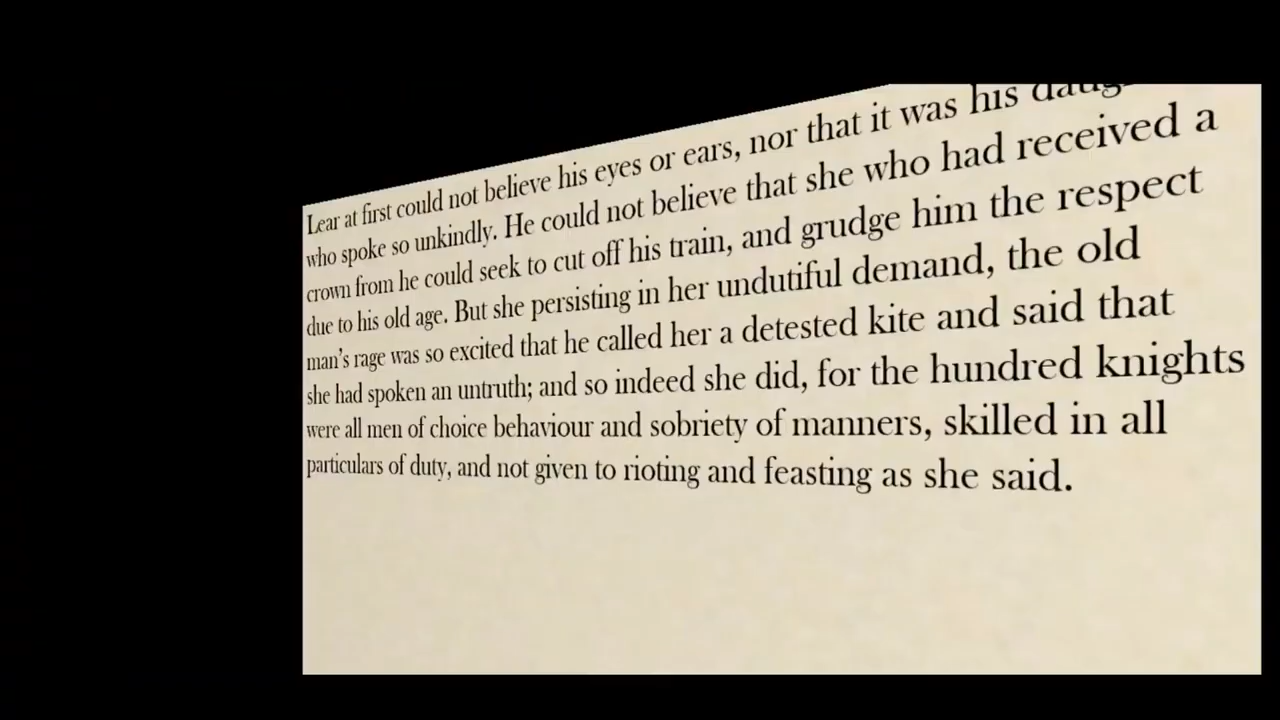 Lear at first could not believe his eyes or ears, nor that it was his
who spoke so unkindly. He could not believe that she who had received a
crown from he could seek to cut off his train, and grudge him the respect
due to his old age. But she persisting in her undutiful demand, the old
man's rage was so excited that he called her a detested kite and said that
she had spoken an untruth; and so indeed she did, for the hundred knights
were all men of choice behaviour and sobriety of manners, skilled in all
particulars of duty, and not given to rioting and feasting as she said.